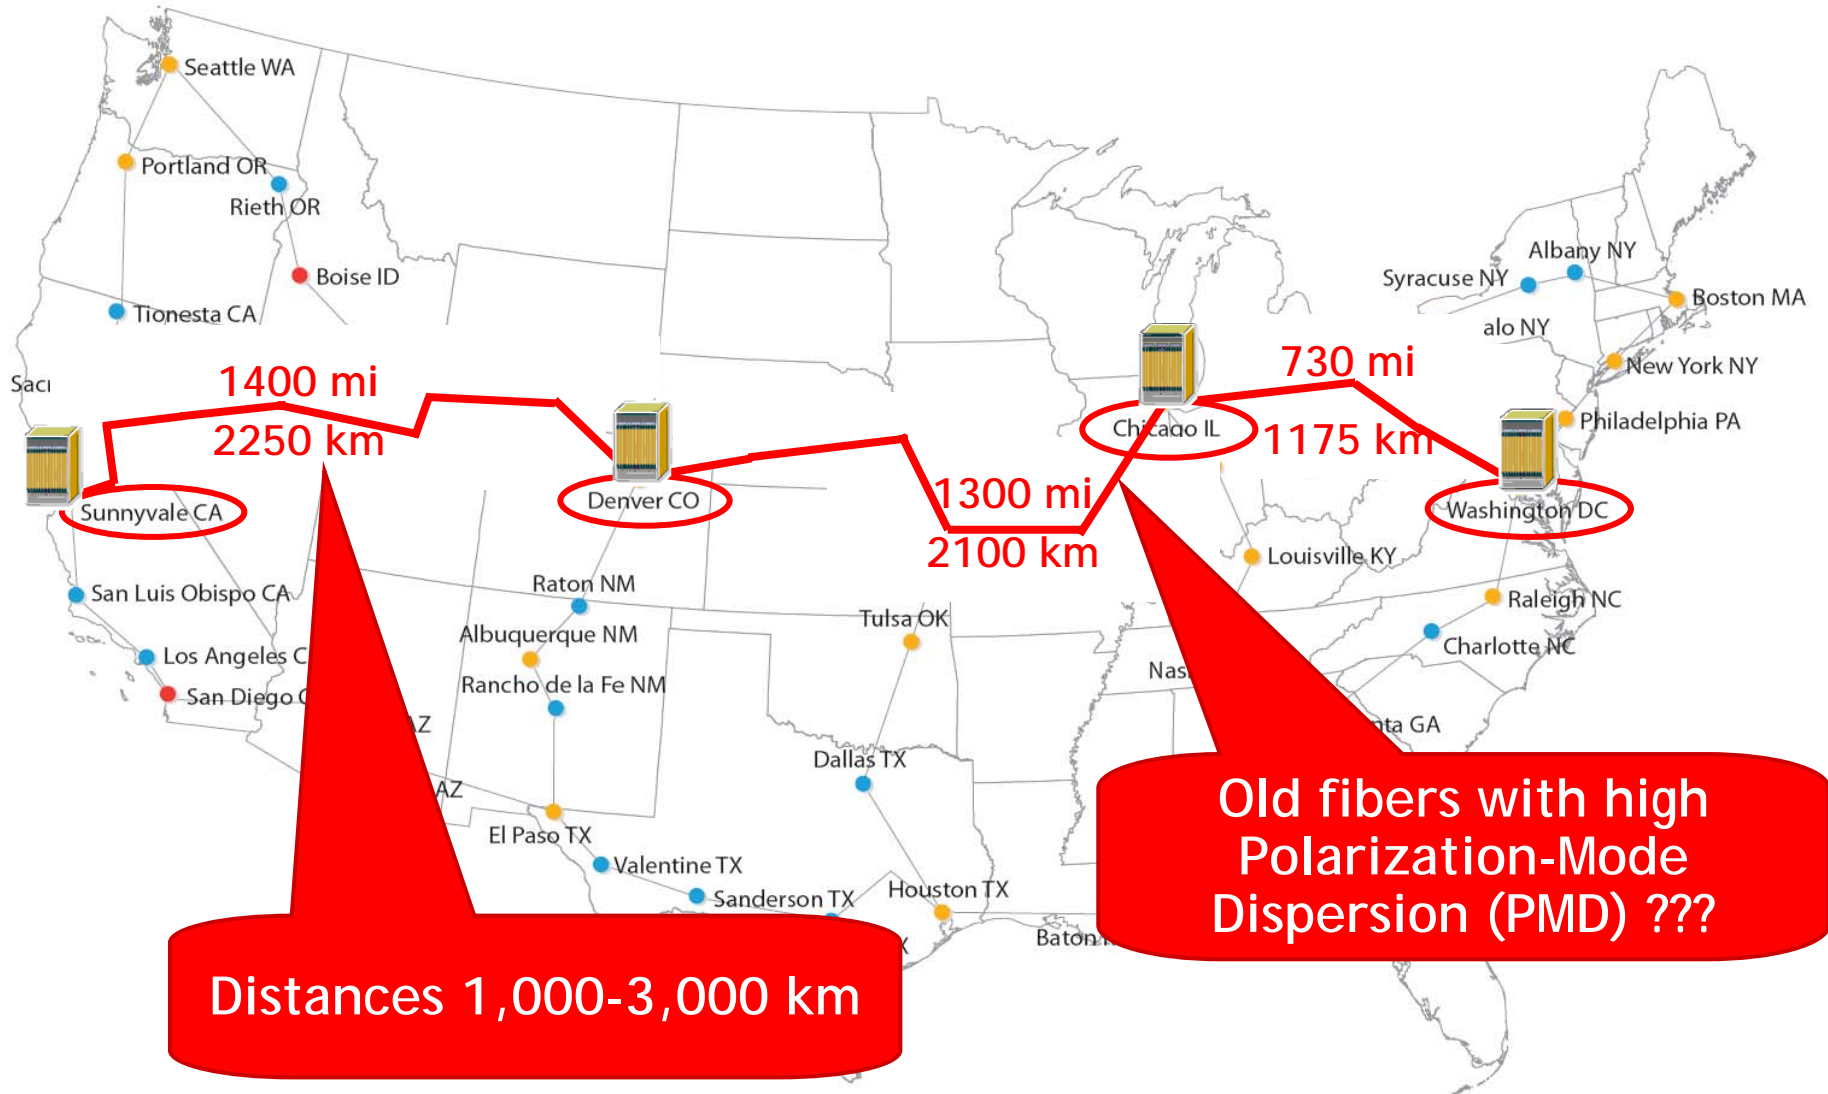 Seattle WA
Portland OR
Rieth OR
Boise ID
Tionesta CA
Albany NY
Syracuse NY
Boston MA
alo NY
New York NY
Philadelphia PA
Saci
1400 mi
2250 km
730 mi
1175 km
Chicago IL
Sunnyvale CA
Denver CO
1300 mi
2100 km
Washington DC
Louisville KY
San Luis Obispo CA
Raton NM
Raleigh NC
Tulsa OK
Albuquerque NM
Charlotte NC
Los Angeles C
Nas
San Diego C
Rancho de la Fe NM
AZ
nta GA
Dallas TX
AZ
El Paso TX
Valentine TX
Sanderson TX
Houston TX
X
Baton
Old fibers with high
Polarization-Mode
Dispersion (PMD) ???
Distances 1,000-3,000 km